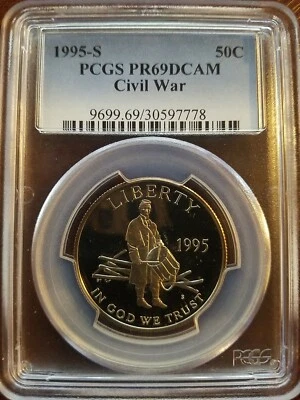 1995-S 50C
PCGS PR69DCAM
Civil War
9699.69/30597778
LIBERTY
1995
S
IN GOD WE TRUST
PCGS